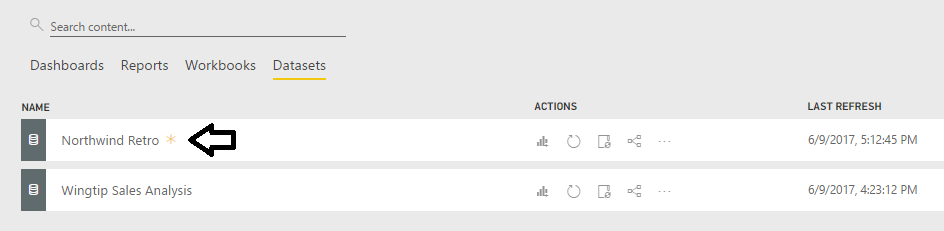 Search content...
Dashboards Reports Workbooks Datasets
NAME ACTIONS LAST REFRESH
Northwind Retro 6/9/2017, 5:12:45 PM
Wingtip Sales Analysis 6/9/2017, 4:23:12 PM